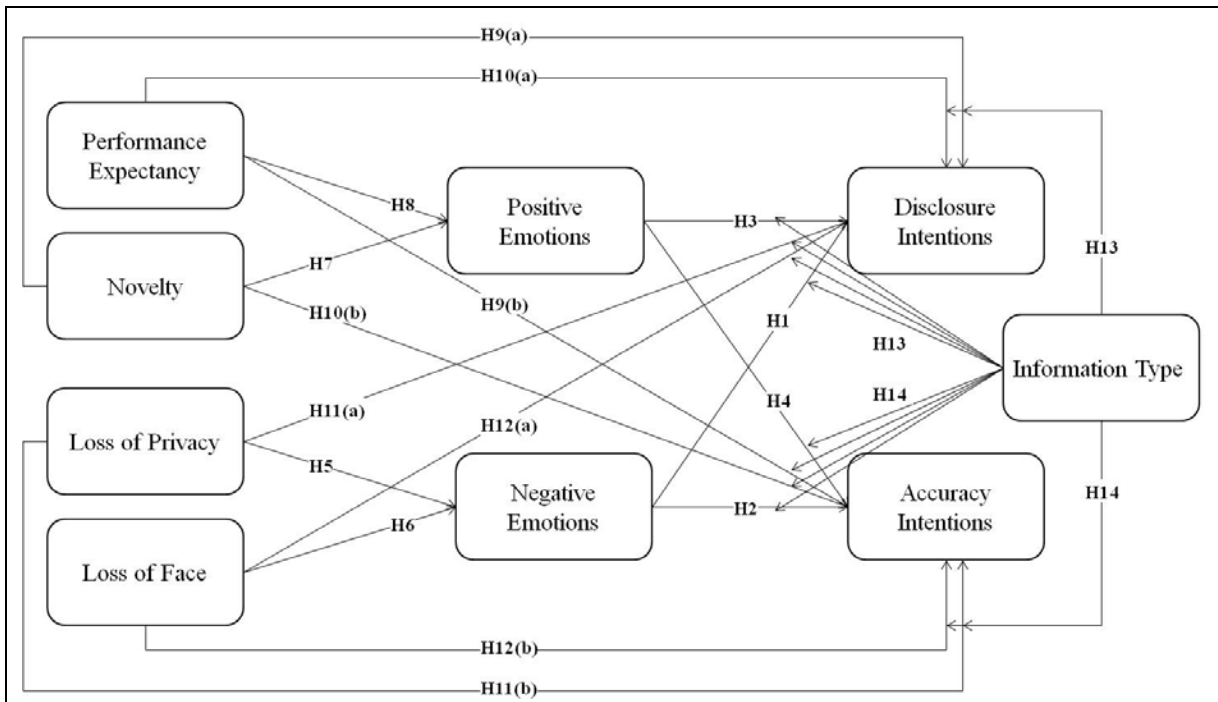 H9(a)
H10(a)
Performance
Expectancy
Positive
Emotions
Disclosure
Intentions
H8
H3
H7
H13
Novelty
H9(b)
H10(b)
H1
H13
Information Type
H14
H11(a)
H12(a)
H4
Loss of Privacy
H5
Negative
Emotions
Accuracy
Intentions
H14
H2
H6
Loss of Face
H12(b)
H11(b)